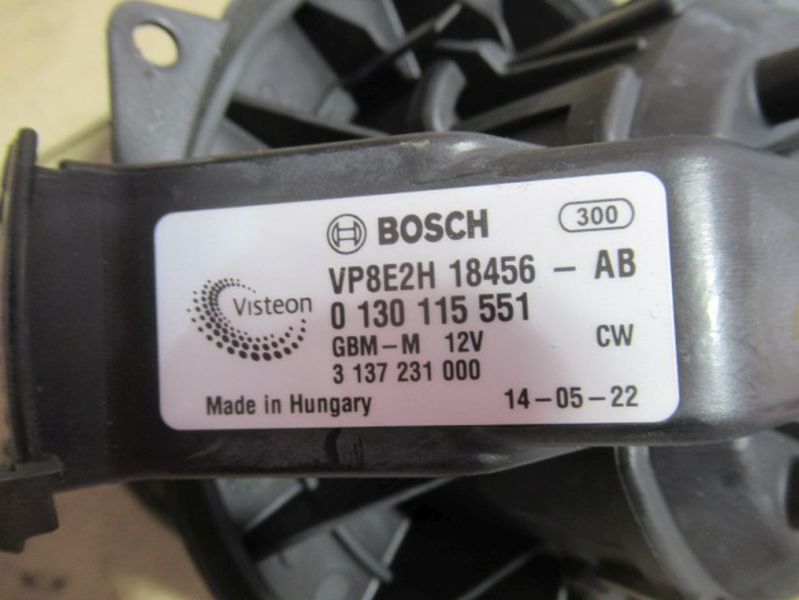 BOSCH 300
VP8E2H 18456 - AB
Visteon
0 130 115 551
GBM-M 12V CW
3 137 231 000
Made in Hungary 14-05-22